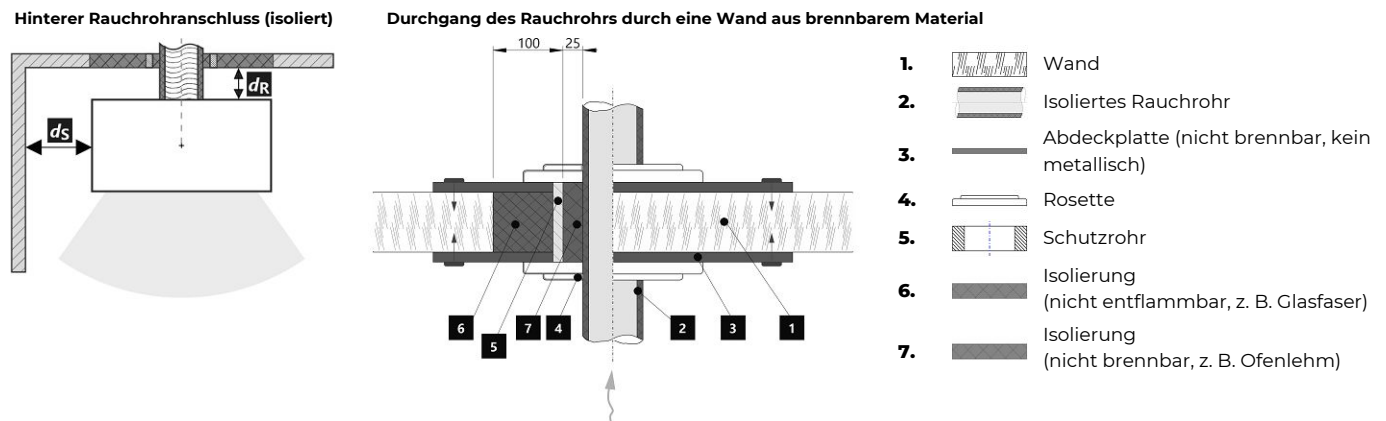 Hinterer Rauchrohranschluss (isoliert)
Durchgang des Rauchrohrs durch eine Wand aus brennbarem Material
dR
dS
100
25
6
5
7
4
2
3
1
1. Wand
2. Isoliertes Rauchrohr
3. Abdeckplatte (nicht brennbar, kein
metallisch)
4. Rosette
5. Schutzrohr
6. Isolierung
(nicht entflammbar, z. B. Glasfaser)
7. Isolierung
(nicht brennbar, z. B. Ofenlehm)